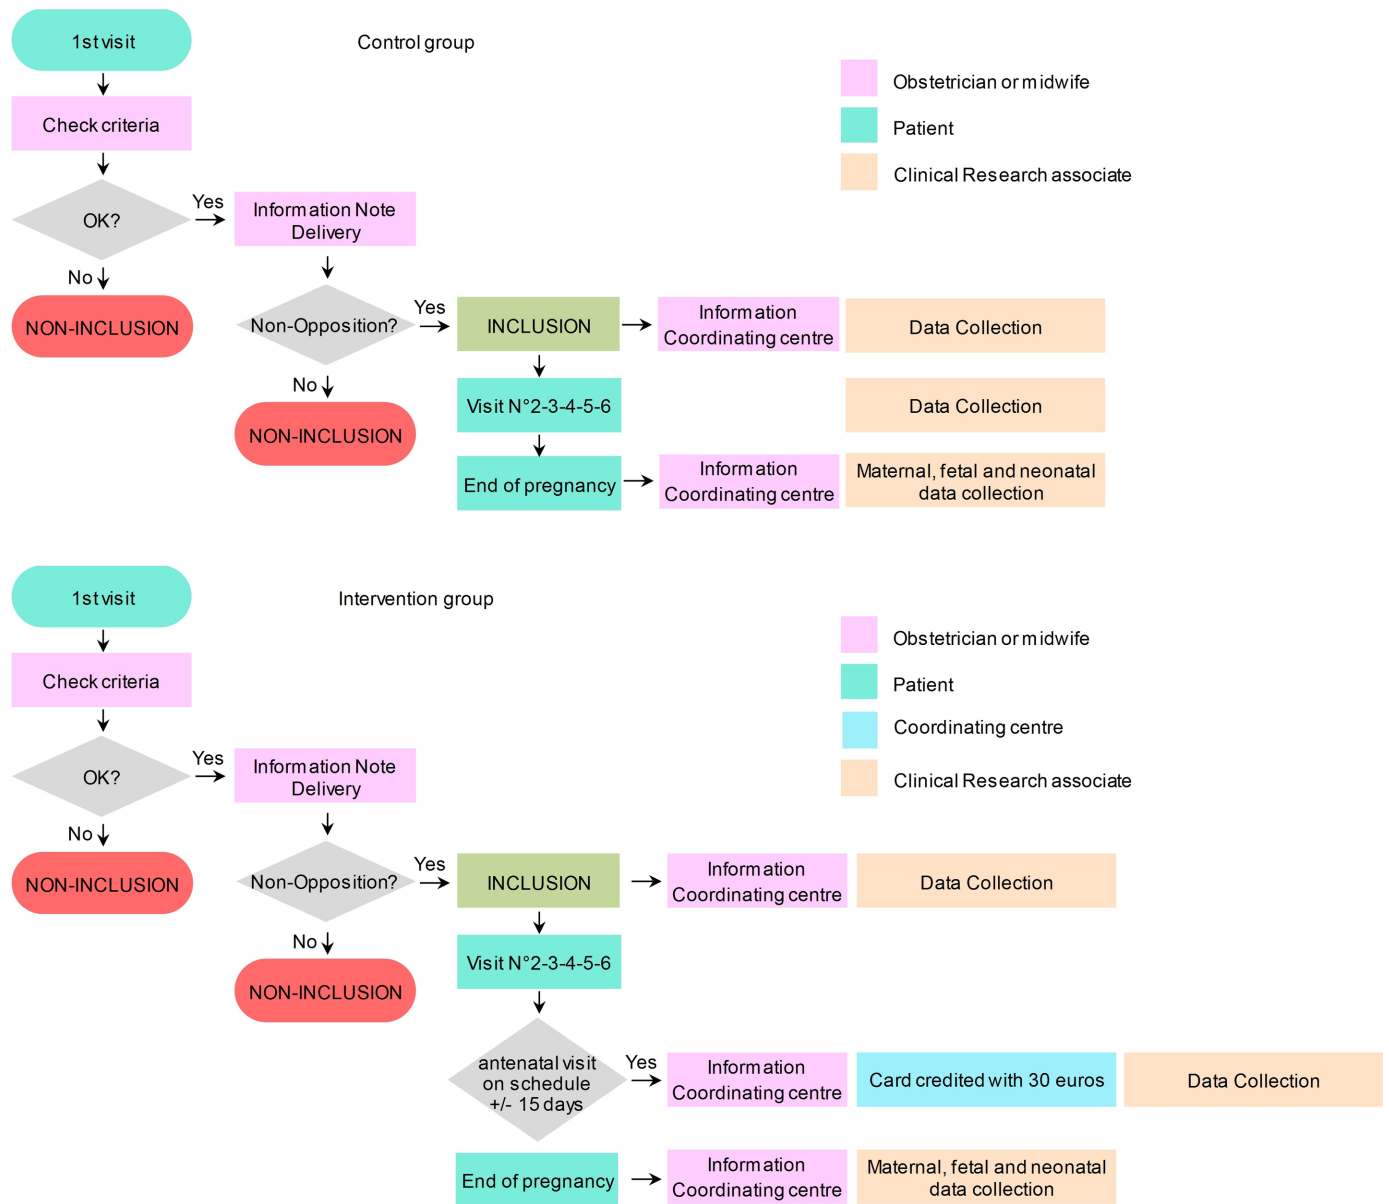 1st visit
Control group
Obstetrician or midwife
Patient
Clinical Research associate
Check criteria
OK?
Yes
No
NON-INCLUSION
Information Note
Delivery
Non-Opposition?
Yes
No
NON-INCLUSION
INCLUSION
Information
Coordinating centre
Data Collection
Visit N°2-3-4-5-6
Data Collection
End of pregnancy
Information
Coordinating centre
Maternal, fetal and neonatal
data collection
1st visit
Intervention group
Obstetrician or midwife
Patient
Coordinating centre
Clinical Research associate
Check criteria
OK?
Yes
No
NON-INCLUSION
Information Note
Delivery
Non-Opposition?
Yes
No
NON-INCLUSION
INCLUSION
Information
Coordinating centre
Data Collection
Visit N°2-3-4-5-6
antenatal visit
on schedule
+/- 15 days
Yes
Information
Coordinating centre
Card credited with 30 euros
Data Collection
End of pregnancy
Information
Coordinating centre
Maternal, fetal and neonatal
data collection